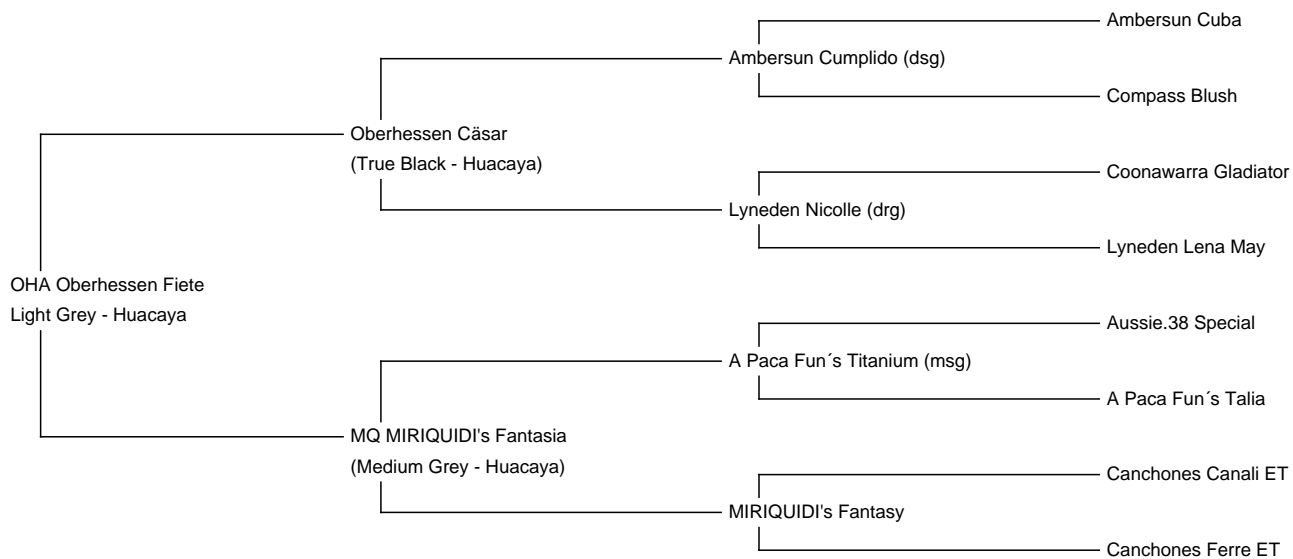 Ambersun Cuba
Ambersun Cumplido (dsg)
Compass Blush
Oberhessen Cäsar
(True Black - Huacaya)
Coonawarra Gladiator
Lyneden Nicolle (drg)
Lyneden Lena May
OHA Oberhessen Fiete
Light Grey - Huacaya
Aussie.38 Special
A Paca Fun´s Titanium (msg)
A Paca Fun´s Talia
MQ MIRIQUIDI's Fantasia
(Medium Grey - Huacaya)
Canchones Canali ET
MIRIQUIDI's Fantasy
Canchones Ferre ET